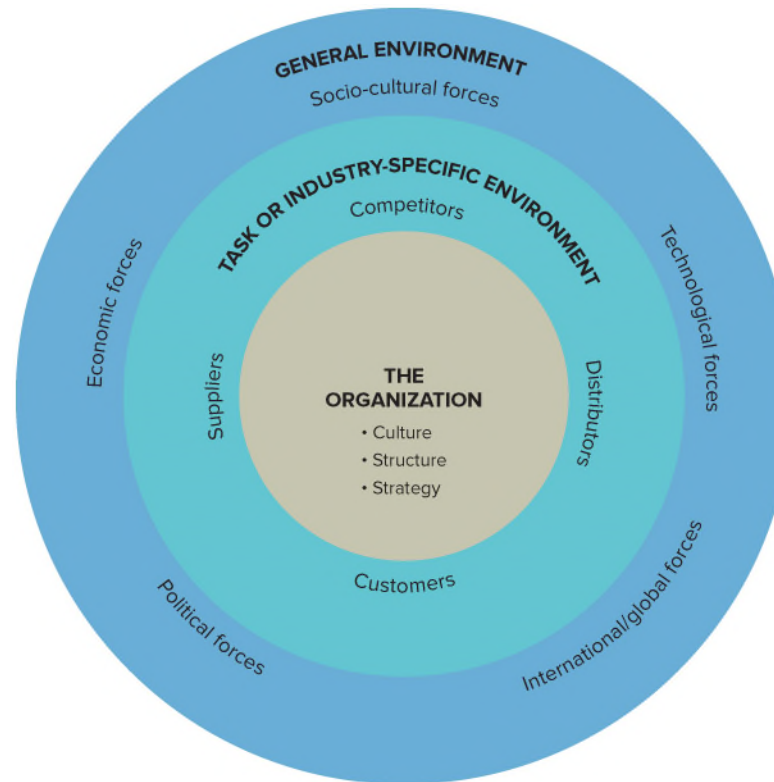 GENERAL ENVIRONMENT
Socio-cultural forces
TASK OR INDUSTRY-SPECIFIC ENVIRONMENT
Competitors
Economic forces
Technological forces
Suppliers
Distributors
THE
ORGANIZATION
• Culture
• Structure
• Strategy
Customers
Political forces
International/global forces